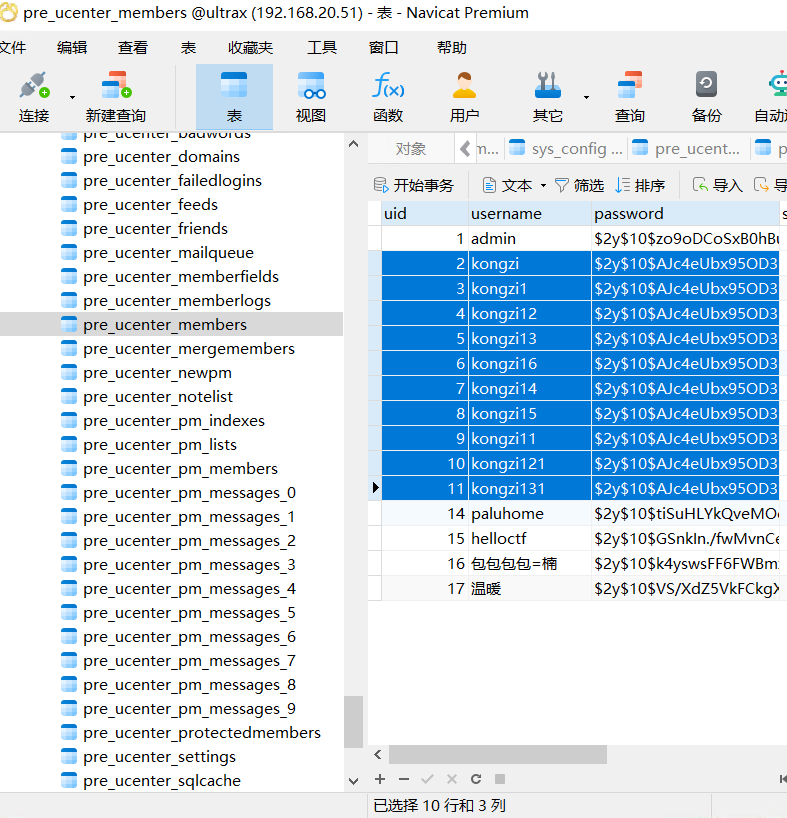 pre_ucenter_members @ultrax (192.168.20.51) - 表 - Navicat Premium
文件 编辑 查看 表 收藏夹 工具 窗口 帮助
连接 新建查询 表 视图 函数 用户 其它 查询 备份 自动
pre_ucenter_badwords
pre_ucenter_domains
pre_ucenter_failedlogins
pre_ucenter_feeds
pre_ucenter_friends
pre_ucenter_mailqueue
pre_ucenter_memberfields
pre_ucenter_memberlogs
pre_ucenter_members
pre_ucenter_mergemembers
pre_ucenter_newpm
pre_ucenter_notelist
pre_ucenter_pm_indexes
pre_ucenter_pm_lists
pre_ucenter_pm_members
pre_ucenter_pm_messages_0
pre_ucenter_pm_messages_1
pre_ucenter_pm_messages_2
pre_ucenter_pm_messages_3
pre_ucenter_pm_messages_4
pre_ucenter_pm_messages_5
pre_ucenter_pm_messages_6
pre_ucenter_pm_messages_7
pre_ucenter_pm_messages_8
pre_ucenter_pm_messages_9
pre_ucenter_protectedmembers
pre_ucenter_settings
pre_ucenter_sqlcache
对象 m... sys_config ... pre_ucent... p
开始事务 文本 筛选 排序 导入 导
uid username password s
1 admin $2y$10$zo9oDCoSxB0hBu
2 kongzi $2y$10$AJc4eUbx95OD3
3 kongzi1 $2y$10$AJc4eUbx95OD3
4 kongzi12 $2y$10$AJc4eUbx95OD3
5 kongzi13 $2y$10$AJc4eUbx95OD3
6 kongzi16 $2y$10$AJc4eUbx95OD3
7 kongzi14 $2y$10$AJc4eUbx95OD3
8 kongzi15 $2y$10$AJc4eUbx95OD3
9 kongzi11 $2y$10$AJc4eUbx95OD3
10 kongzi121 $2y$10$AJc4eUbx95OD3
11 kongzi131 $2y$10$AJc4eUbx95OD3
14 paluhome $2y$10$tiSuHLYkQveMO
15 helloctf $2y$10$GSnkIn./fwMvnCe
16 包包包包=楠 $2y$10$k4yswsFF6FWBm
17 温暖 $2y$10$VS/XdZ5VkFCkgX
已选择 10 行和 3 列